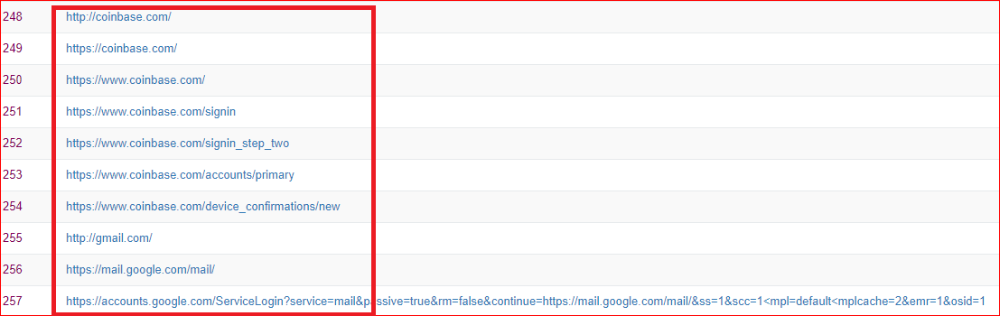 248 http://coinbase.com/
249 https://coinbase.com/
250 https://www.coinbase.com/
251 https://www.coinbase.com/signin
252 https://www.coinbase.com/signin_step_two
253 https://www.coinbase.com/accounts/primary
254 https://www.coinbase.com/device_confirmations/new
255 http://gmail.com/
256 https://mail.google.com/mail/
257 https://accounts.google.com/ServiceLogin?service=mail&passive=true&rm=false&continue=https://mail.google.com/mail/&ss=1&scc=1<mpl=default<mplcache=2&emr=1&osid=1